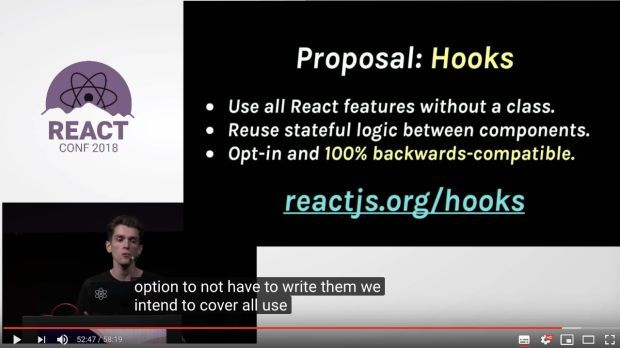 Proposal: Hooks
• Use all React features without a class.
• Reuse stateful logic between components.
• Opt-in and 100% backwards-compatible.
reactjs.org/hooks
REACT
CONF 2018
option to not have to write them we
intend to cover all use
52:47 / 58:19